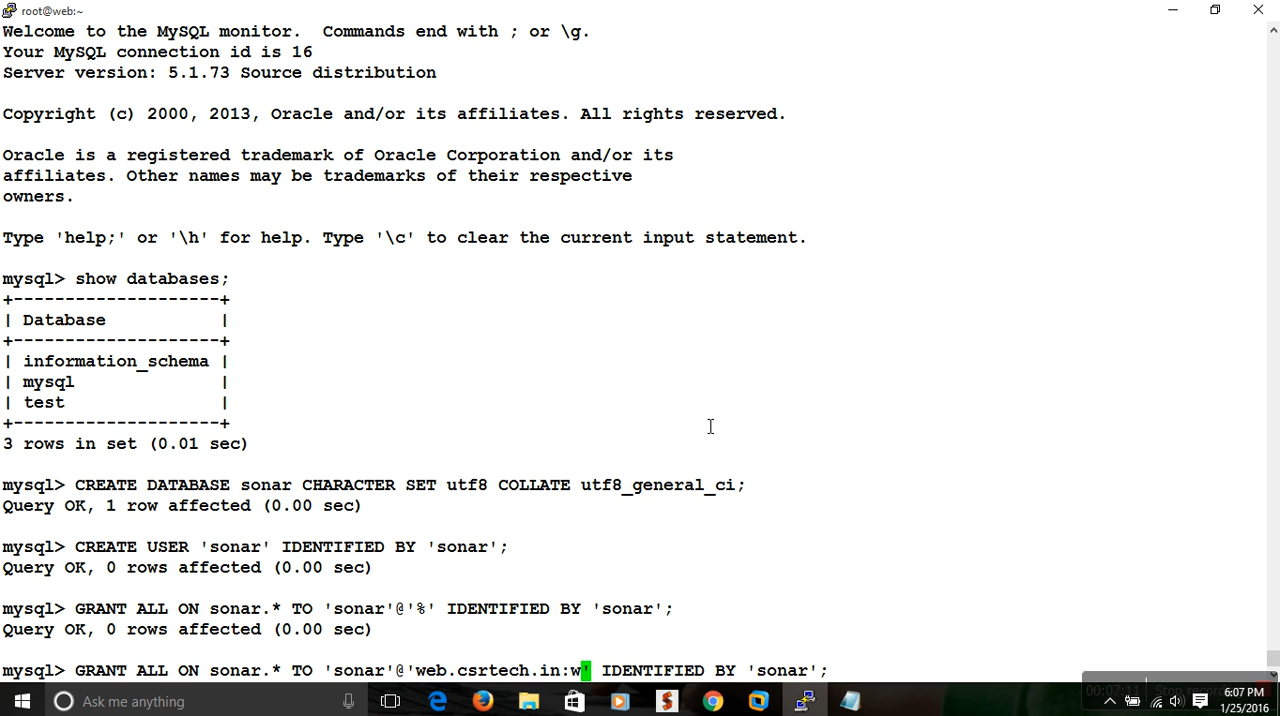 root@web:~
Welcome to the MySQL monitor.  Commands end with ; or \g.
Your MySQL connection id is 16
Server version: 5.1.73 Source distribution
Copyright (c) 2000, 2013, Oracle and/or its affiliates. All rights reserved.
Oracle is a registered trademark of Oracle Corporation and/or its
affiliates. Other names may be trademarks of their respective
owners.
Type 'help;' or '\h' for help. Type '\c' to clear the current input statement.
mysql> show databases;
+--------------------+
| Database           |
+--------------------+
| information_schema |
| mysql              |
| test               |
+--------------------+
3 rows in set (0.01 sec)
mysql> CREATE DATABASE sonar CHARACTER SET utf8 COLLATE utf8_general_ci;
Query OK, 1 row affected (0.00 sec)
mysql> CREATE USER 'sonar' IDENTIFIED BY 'sonar';
Query OK, 0 rows affected (0.00 sec)
mysql> GRANT ALL ON sonar.* TO 'sonar'@'%' IDENTIFIED BY 'sonar';
Query OK, 0 rows affected (0.00 sec)
mysql> GRANT ALL ON sonar.* TO 'sonar'@'web.csrtech.in:w' IDENTIFIED BY 'sonar';
Ask me anything
00:07:11
6:07 PM
1/25/2016